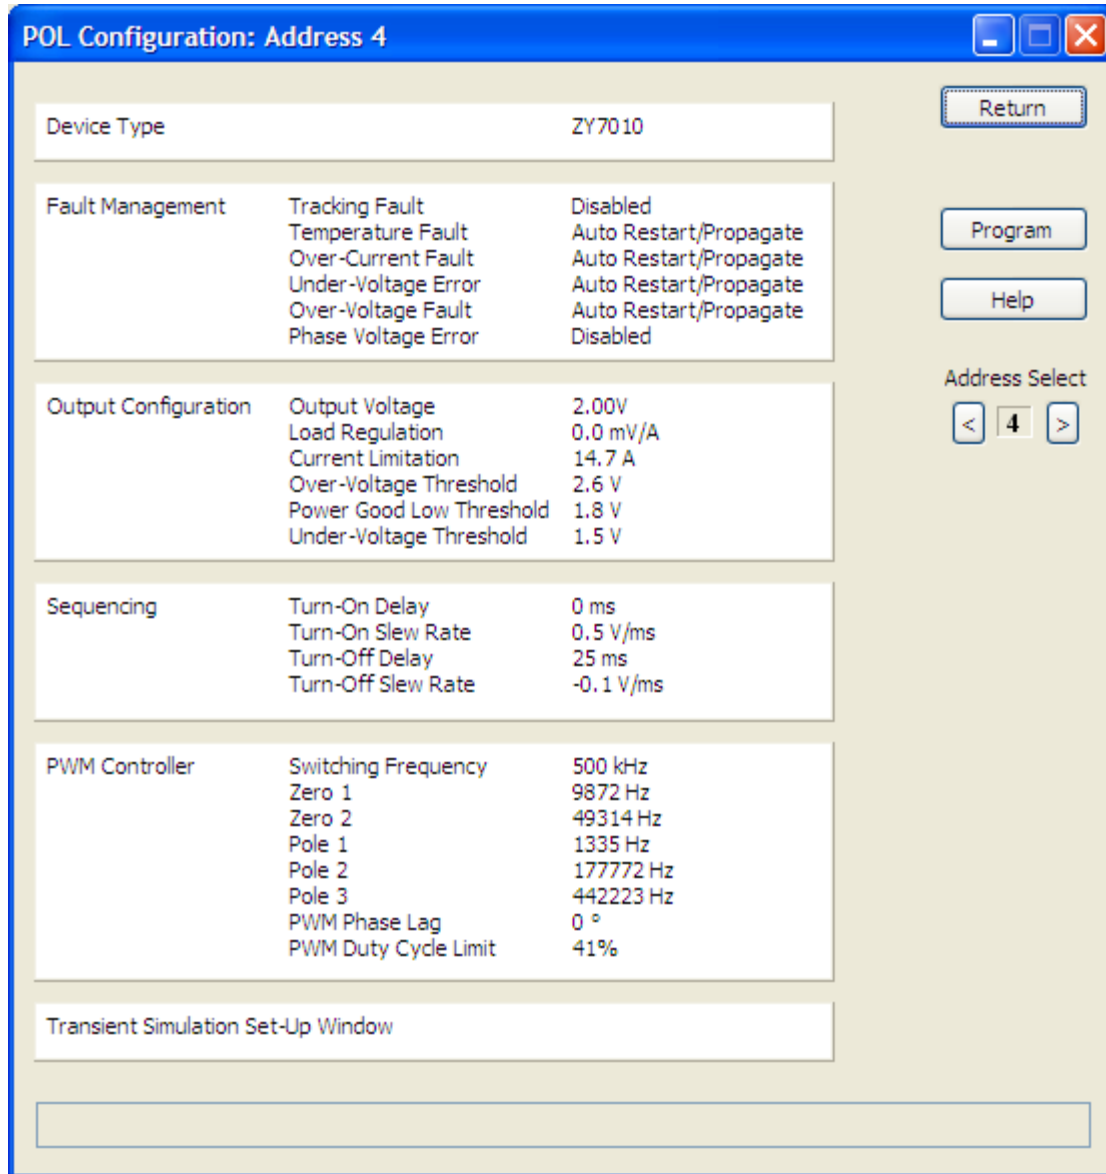 POL Configuration: Address 4
Return
Device Type ZY7010
Fault Management Tracking Fault Disabled
Temperature Fault Auto Restart/Propagate
Program
Over-Current Fault Auto Restart/Propagate
Under-Voltage Error Auto Restart/Propagate
Over-Voltage Fault Auto Restart/Propagate
Help
Phase Voltage Error Disabled
Address Select
< 4 >
Output Configuration Output Voltage 2.00V
Load Regulation 0.0 mV/A
Current Limitation 14.7 A
Over-Voltage Threshold 2.6 V
Power Good Low Threshold 1.8 V
Under-Voltage Threshold 1.5 V
Sequencing Turn-On Delay 0 ms
Turn-On Slew Rate 0.5 V/ms
Turn-Off Delay 25 ms
Turn-Off Slew Rate -0.1 V/ms
PWM Controller Switching Frequency 500 kHz
Zero 1 9872 Hz
Zero 2 49314 Hz
Pole 1 1335 Hz
Pole 2 177772 Hz
Pole 3 442223 Hz
PWM Phase Lag 0 °
PWM Duty Cycle Limit 41%
Transient Simulation Set-Up Window